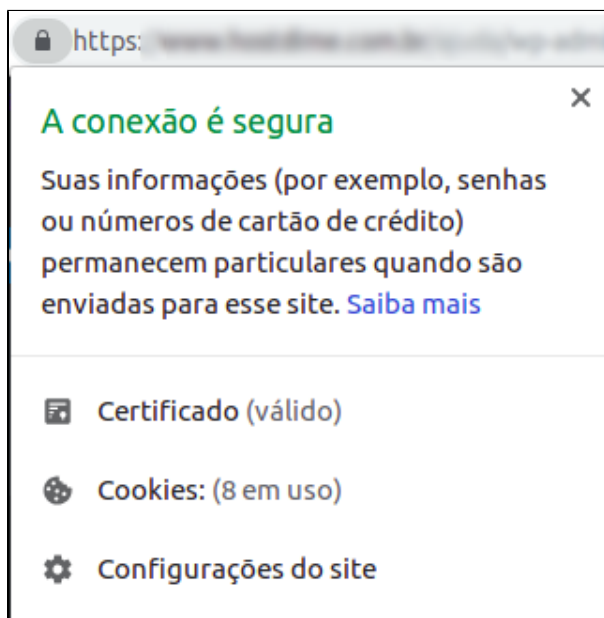 https:
A conexão é segura
Suas informações (por exemplo, senhas
ou números de cartão de crédito)
permanecem particulares quando são
enviadas para esse site. Saiba mais
Certificado (válido)
Cookies: (8 em uso)
Configurações do site